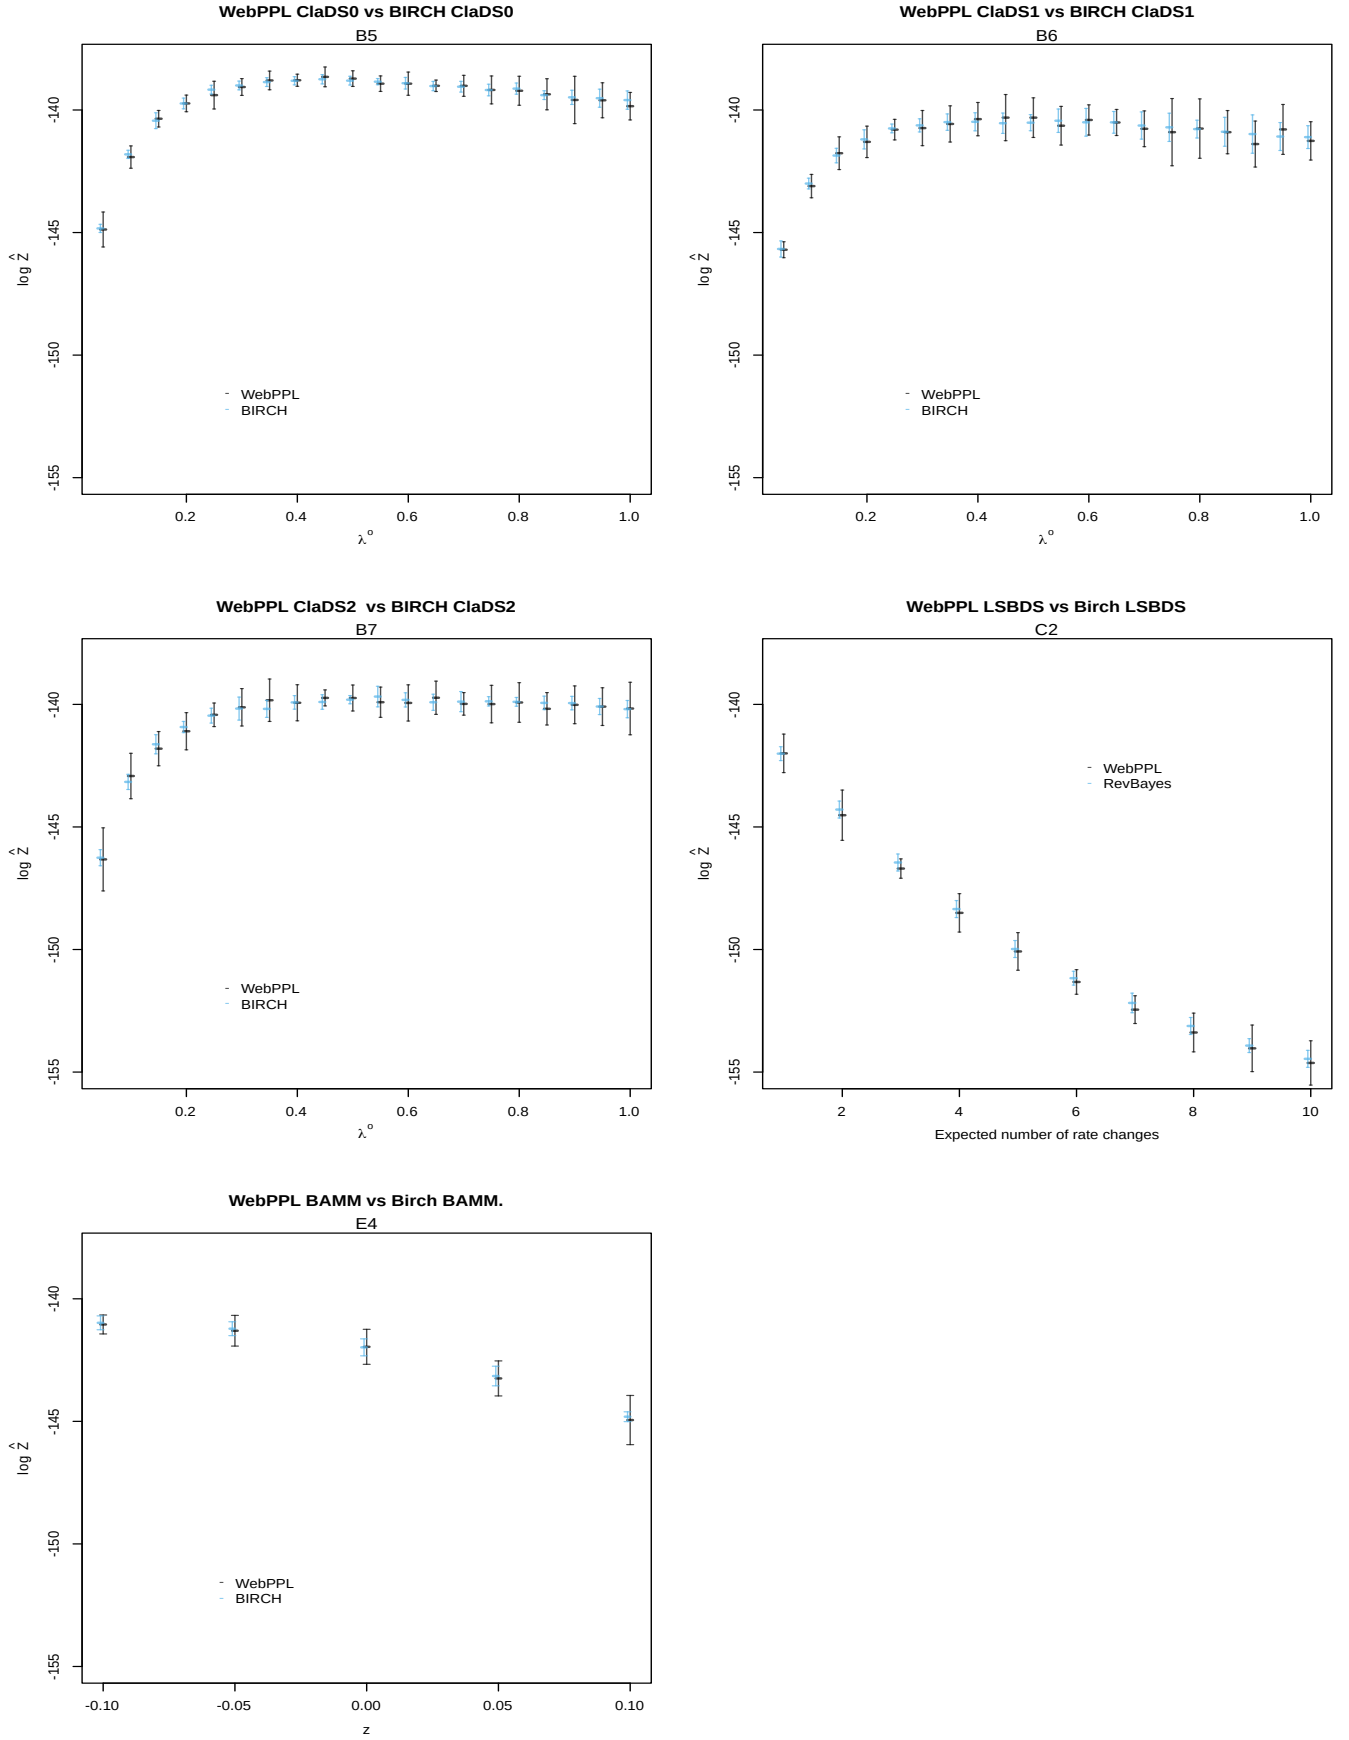 WebPPL ClaDS0 vs BIRCH ClaDS0
B5
-140
-145
-150
-155
log Ẑ
WebPPL
BIRCH
0.2 0.4 0.6 0.8 1.0
λ°
WebPPL ClaDS1 vs BIRCH ClaDS1
B6
-140
-145
-150
-155
log Ẑ
WebPPL
BIRCH
0.2 0.4 0.6 0.8 1.0
λ°
WebPPL ClaDS2 vs BIRCH ClaDS2
B7
-140
-145
-150
-155
log Ẑ
WebPPL
BIRCH
0.2 0.4 0.6 0.8 1.0
λ°
WebPPL LSBDS vs Birch LSBDS
C2
-140
-145
-150
-155
log Ẑ
WebPPL
RevBayes
2 4 6 8 10
Expected number of rate changes
WebPPL BAMM vs Birch BAMM.
E4
-140
-145
-150
-155
log Ẑ
WebPPL
BIRCH
-0.10 -0.05 0.00 0.05 0.10
z